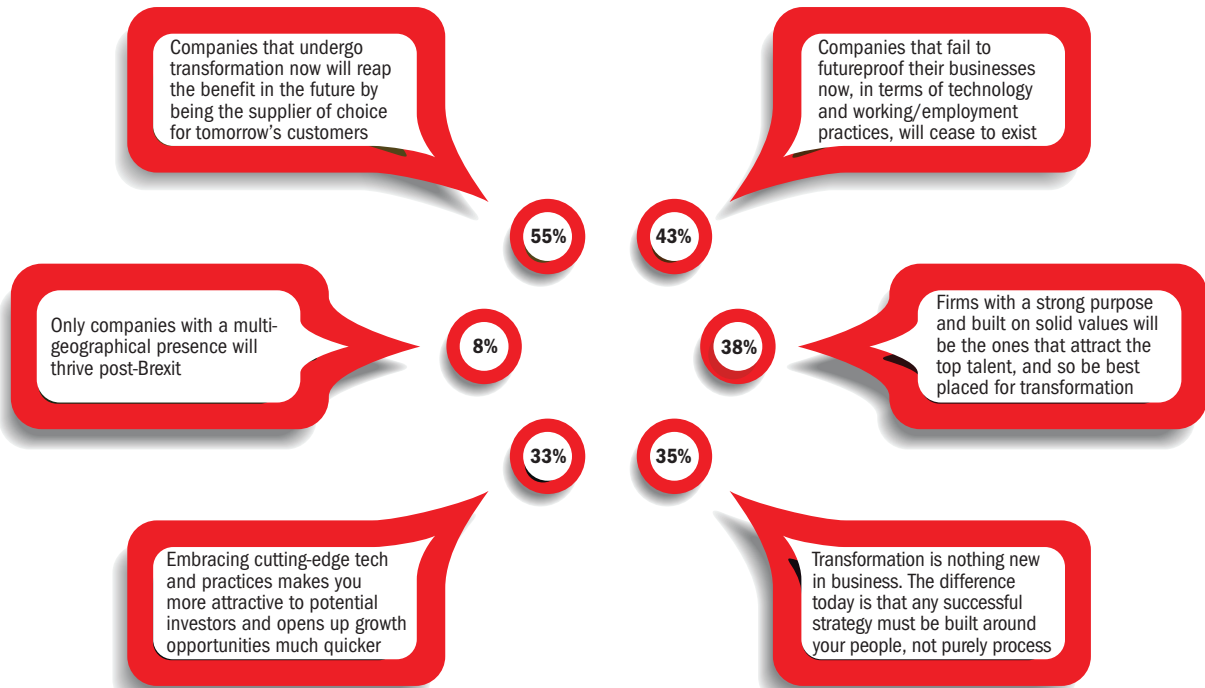 Companies that undergo
transformation now will reap
the benefit in the future by
being the supplier of choice
for tomorrow's customers
Companies that fail to
futureproof their businesses
now, in terms of technology
and working/employment
practices, will cease to exist
55%
43%
Only companies with a multi-
geographical presence will
thrive post-Brexit
8%
38%
Firms with a strong purpose
and built on solid values will
be the ones that attract the
top talent, and so be best
placed for transformation
33%
35%
Embracing cutting-edge tech
and practices makes you
more attractive to potential
investors and opens up growth
opportunities much quicker
Transformation is nothing new
in business. The difference
today is that any successful
strategy must be built around
your people, not purely process